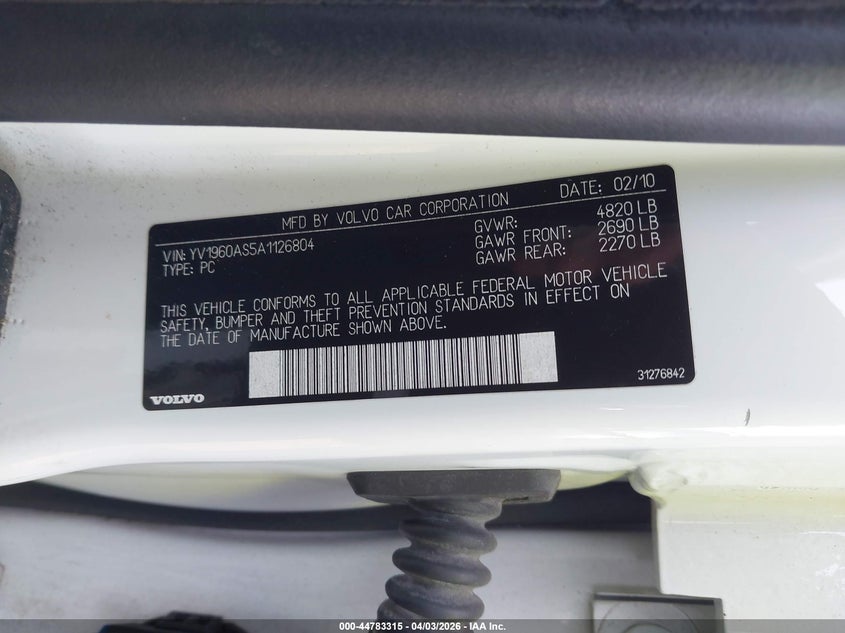 MFD BY VOLVO CAR CORPORATION DATE: 02/10
VIN: YV1960AS5A1126804
TYPE: PC
GVWR: 4820 LB
GAWR FRONT: 2690 LB
GAWR REAR: 2270 LB
THIS VEHICLE CONFORMS TO ALL APPLICABLE FEDERAL MOTOR VEHICLE
SAFETY, BUMPER AND THEFT PREVENTION STANDARDS IN EFFECT ON
THE DATE OF MANUFACTURE SHOWN ABOVE.
VOLVO
31276842
000-44783315 | 04/03/2026 - IAA Inc.